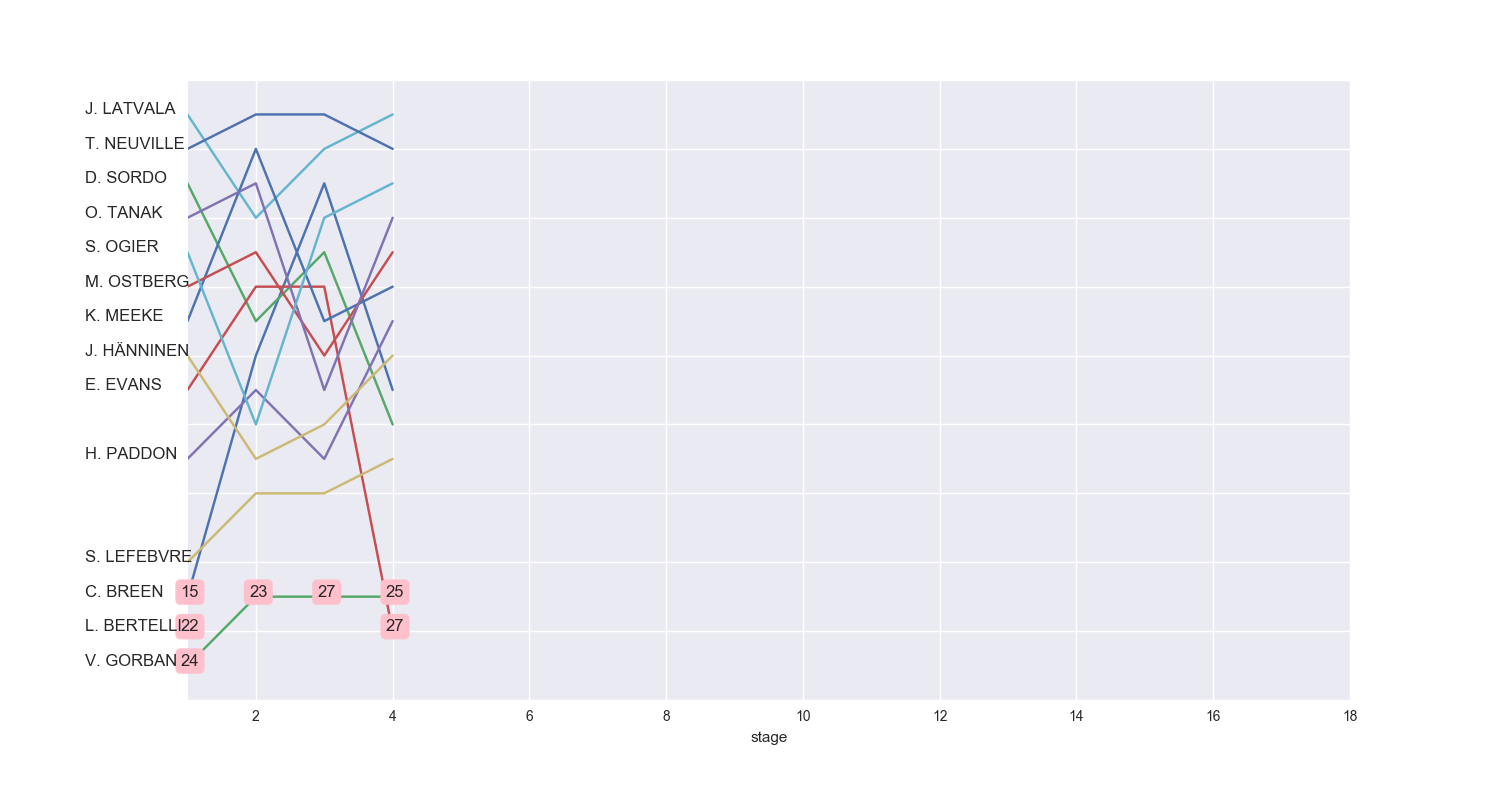 J. LATVALA
T. NEUVILLE
D. SORDO
O. TANAK
S. OGIER
M. OSTBERG
K. MEEKE
J. HÄNNINEN
E. EVANS
H. PADDON
S. LEFEBVRE
C. BREEN 15 23 27 25
L. BERTELLI 22 27
V. GORBAN 24
2 4 6 8 10 12 14 16 18
stage